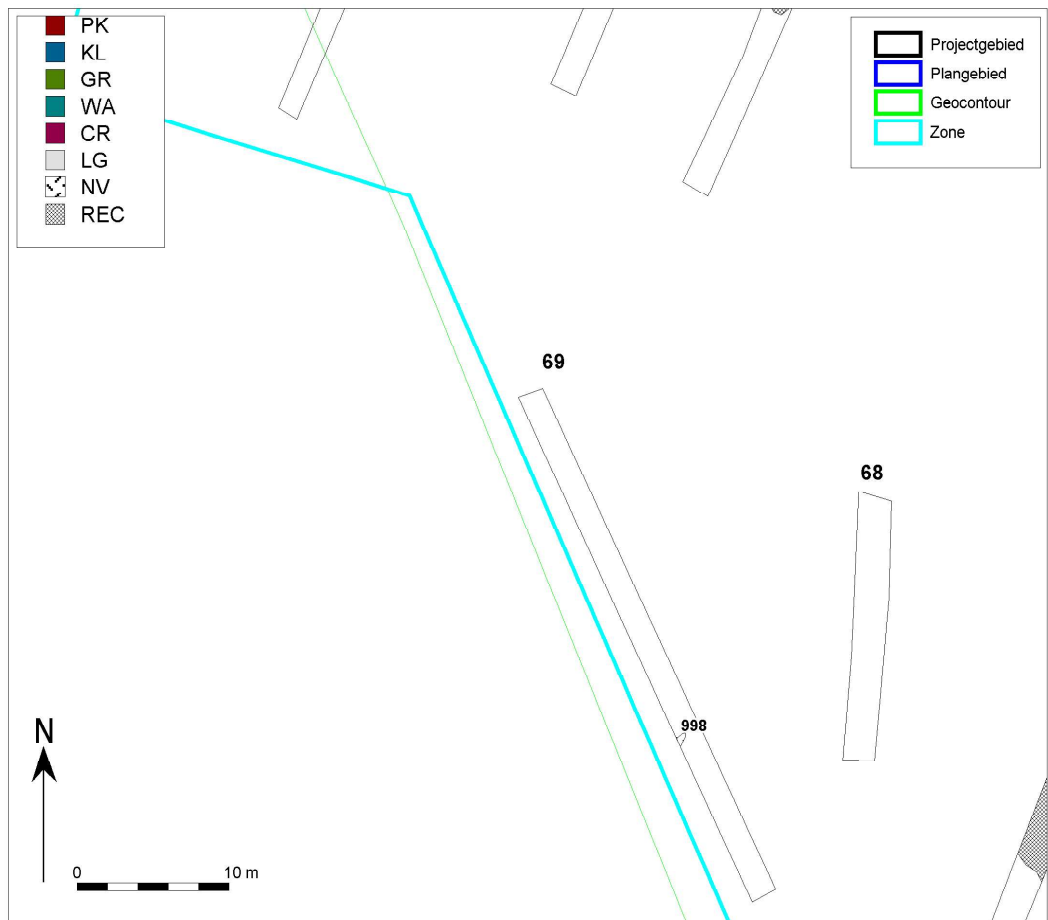 PK
KL
GR
WA
CR
LG
NV
REC
Projectgebied
Plangebied
Geocontour
Zone
69
68
998
N
0 10 m